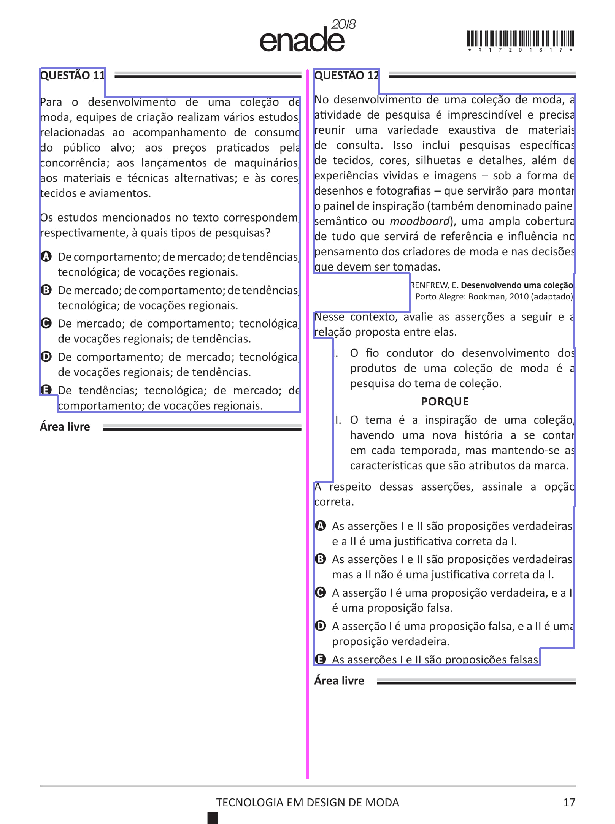 enade 2018
*R1720181 7*
QUESTÃO 11
Para o desenvolvimento de uma coleção de
moda, equipes de criação realizam vários estudos
relacionados ao acompanhamento de consumo
do público alvo; aos preços praticados pela
concorrência; aos lançamentos de maquinários,
aos materiais e técnicas alternativas; e às cores,
tecidos e aviamentos.
Os estudos mencionados no texto correspondem,
respectivamente, à quais tipos de pesquisas?
A De comportamento; de mercado; de tendências;
tecnológica; de vocações regionais.
B De mercado; de comportamento; de tendências;
tecnológica; de vocações regionais.
C De mercado; de comportamento; tecnológica;
de vocações regionais; de tendências.
D De comportamento; de mercado; tecnológica;
de vocações regionais; de tendências.
E De tendências; tecnológica; de mercado; de
comportamento; de vocações regionais.
Área livre
QUESTÃO 12
No desenvolvimento de uma coleção de moda, a
atividade de pesquisa é imprescindível e precisa
reunir uma variedade exaustiva de materiais
de consulta. Isso inclui pesquisas específicas
de tecidos, cores, silhuetas e detalhes, além de
experiências vividas e imagens – sob a forma de
desenhos e fotografias – que servirão para montar
o painel de inspiração (também denominado painel
semântico ou moodboard), uma ampla cobertura
de tudo que servirá de referência e influência no
pensamento dos criadores de moda e nas decisões
que devem ser tomadas.
RENFREW, E. Desenvolvendo uma coleção.
Porto Alegre: Bookman, 2010 (adaptado).
Nesse contexto, avalie as asserções a seguir e a
relação proposta entre elas.
I. O fio condutor do desenvolvimento dos
produtos de uma coleção de moda é a
pesquisa do tema de coleção.
PORQUE
II. O tema é a inspiração de uma coleção,
havendo uma nova história a se contar
em cada temporada, mas mantendo-se as
características que são atributos da marca.
A respeito dessas asserções, assinale a opção
correta.
A As asserções I e II são proposições verdadeiras,
e a II é uma justificativa correta da I.
B As asserções I e II são proposições verdadeiras,
mas a II não é uma justificativa correta da I.
C A asserção I é uma proposição verdadeira, e a II
é uma proposição falsa.
D A asserção I é uma proposição falsa, e a II é uma
proposição verdadeira.
E As asserções I e II são proposições falsas.
Área livre
TECNOLOGIA EM DESIGN DE MODA
17